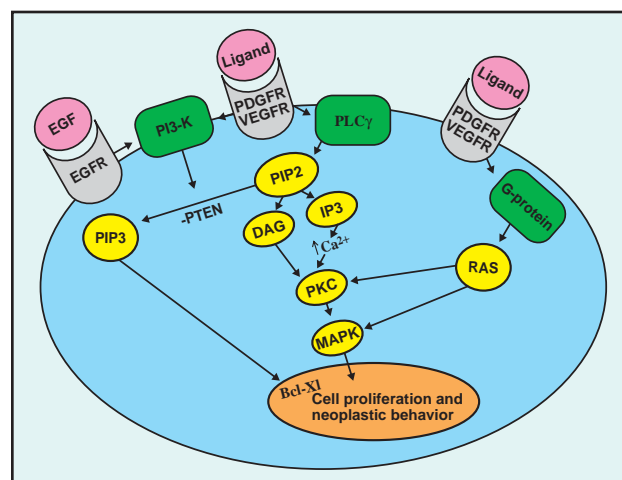 Ligand
PDGFR
VEGFR
Ligand
PDGFR
VEGFR
EGF
EGFR
PI3-K
PLCγ
G-protein
PIP2
-PTEN
DAG
IP3
PIP3
↑Ca²⁺
RAS
PKC
MAPK
Bcl-Xl
Cell proliferation and
neoplastic behavior